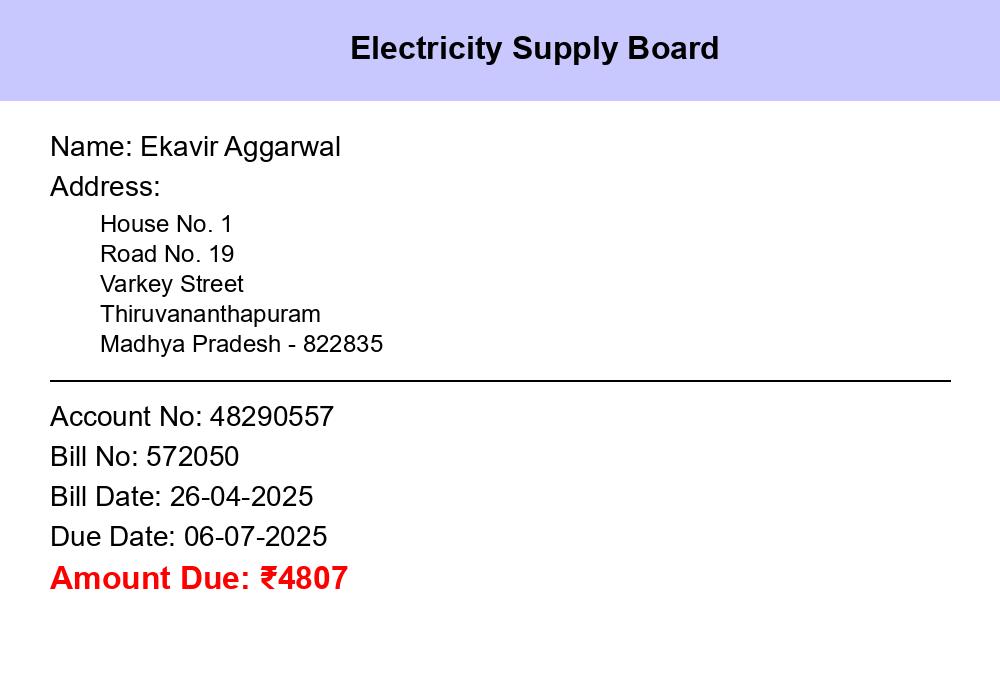 Electricity Supply Board
Name: Ekavir Aggarwal
Address:
House No. 1
Road No. 19
Varkey Street
Thiruvananthapuram
Madhya Pradesh - 822835
Account No: 48290557
Bill No: 572050
Bill Date: 26-04-2025
Due Date: 06-07-2025
Amount Due: ₹4807